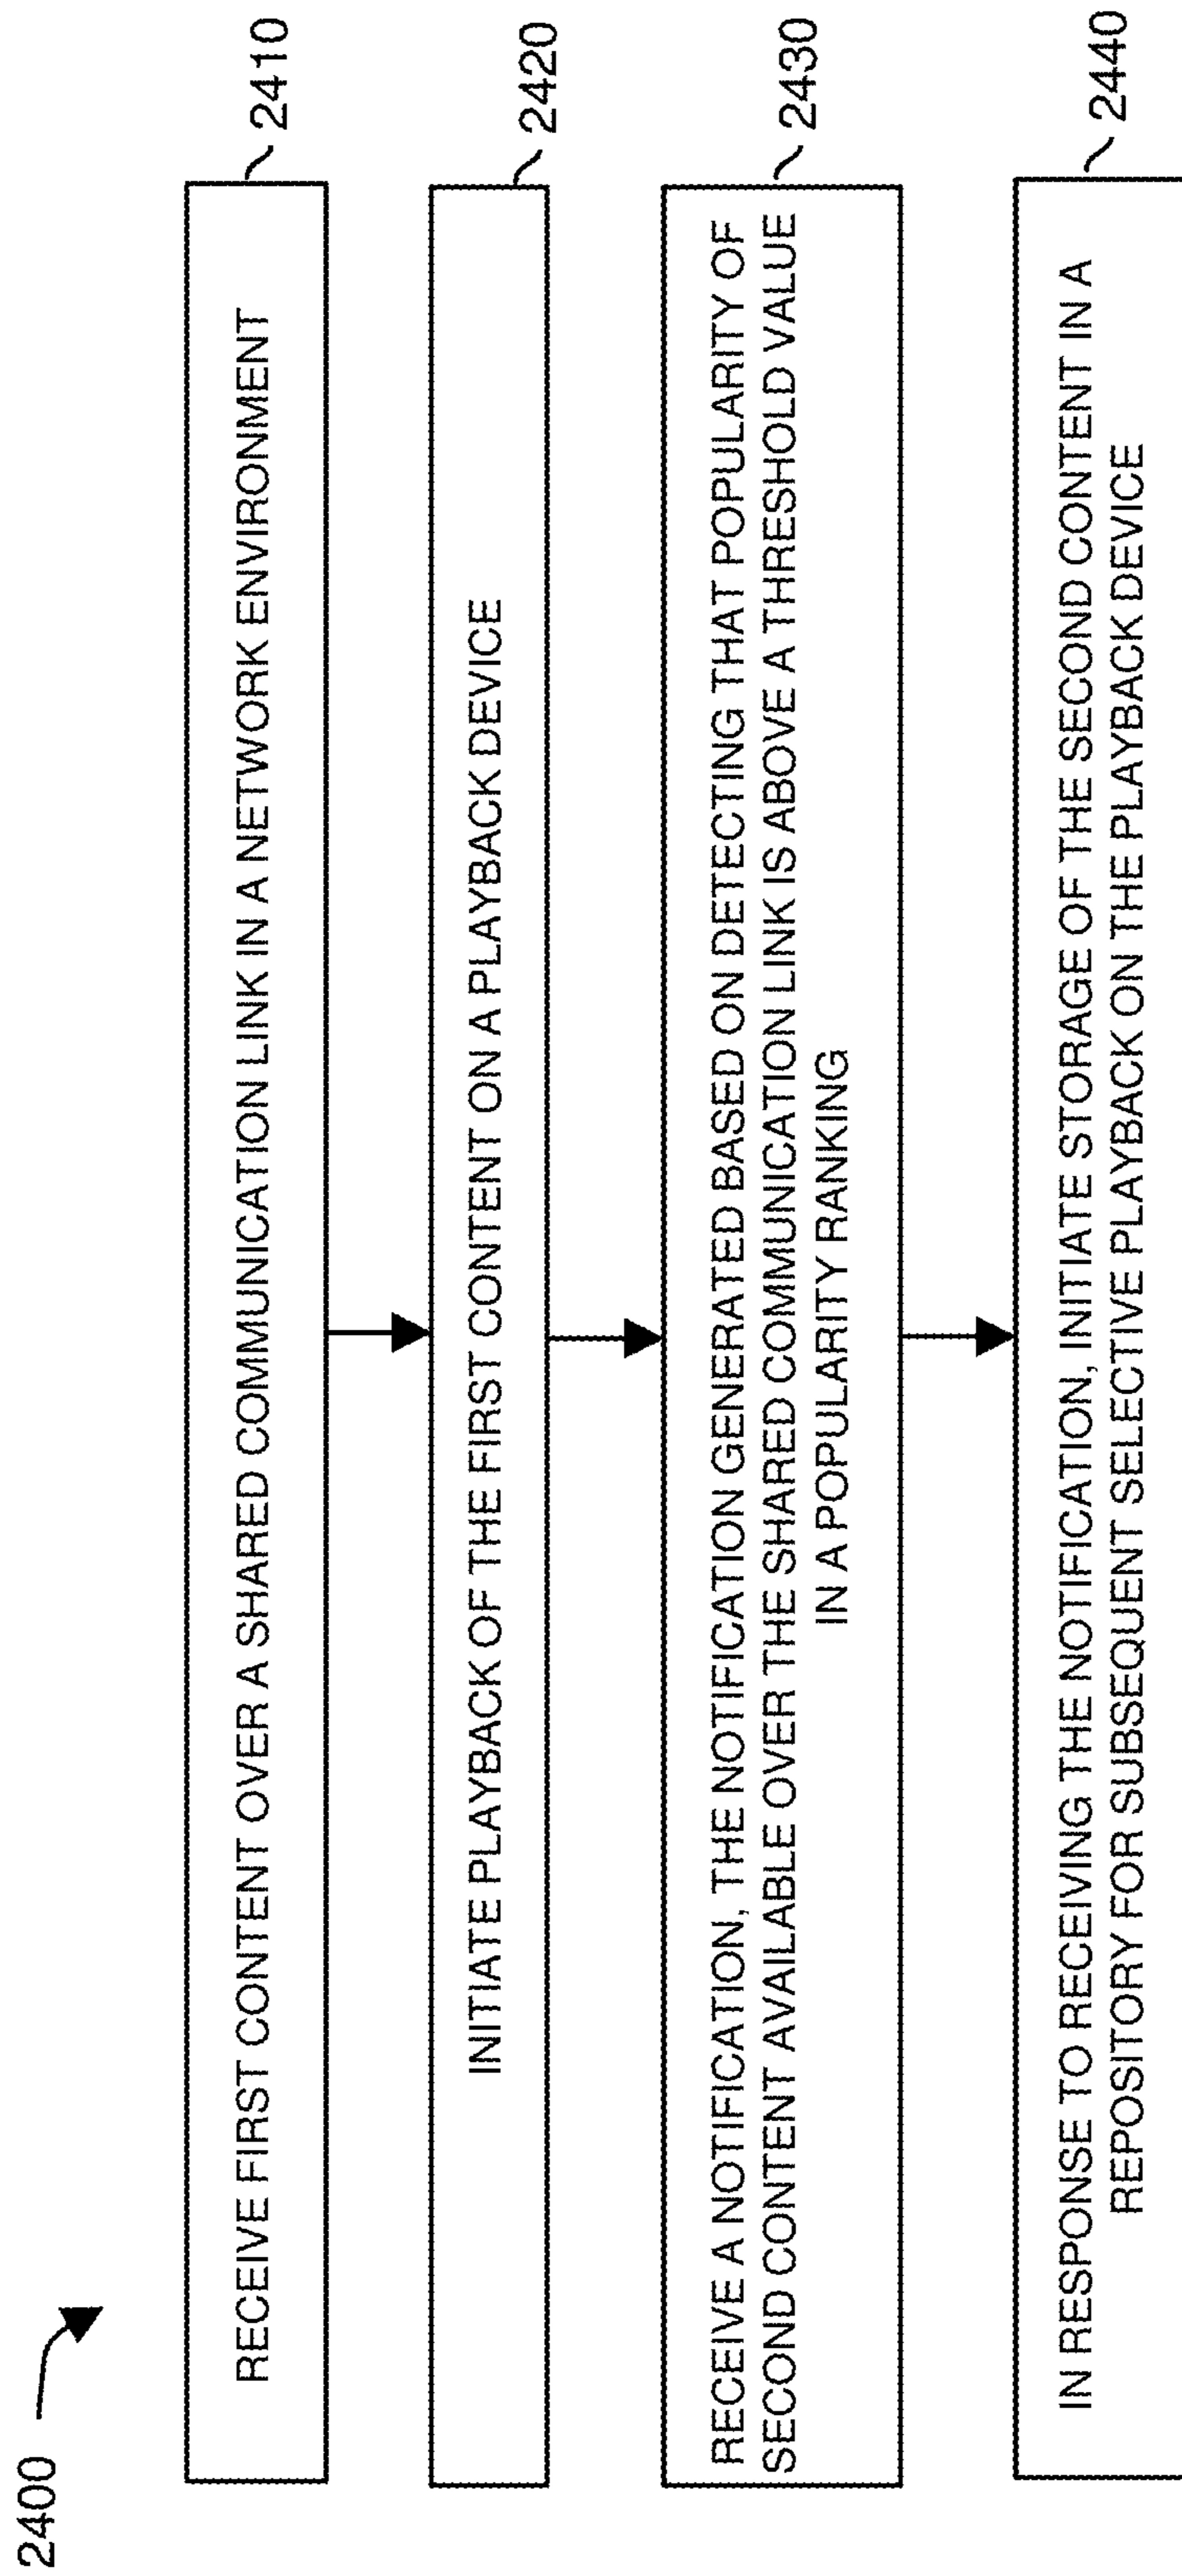 2400
RECEIVE FIRST CONTENT OVER A SHARED COMMUNICATION LINK IN A NETWORK ENVIRONMENT
2410
INITIATE PLAYBACK OF THE FIRST CONTENT ON A PLAYBACK DEVICE
2420
RECEIVE A NOTIFICATION, THE NOTIFICATION GENERATED BASED ON DETECTING THAT POPULARITY OF
SECOND CONTENT AVAILABLE OVER THE SHARED COMMUNICATION LINK IS ABOVE A THRESHOLD VALUE
IN A POPULARITY RANKING
2430
IN RESPONSE TO RECEIVING THE NOTIFICATION, INITIATE STORAGE OF THE SECOND CONTENT IN A
REPOSITORY FOR SUBSEQUENT SELECTIVE PLAYBACK ON THE PLAYBACK DEVICE
2440